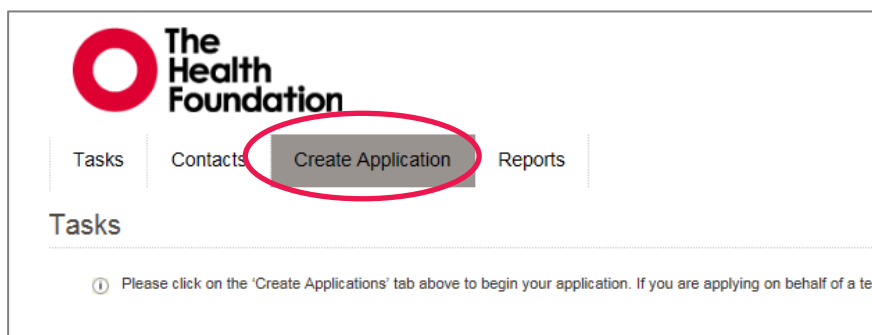 The
Health
Foundation
Tasks Contacts Create Application Reports
Tasks
Please click on the 'Create Applications' tab above to begin your application. If you are applying on behalf of a te